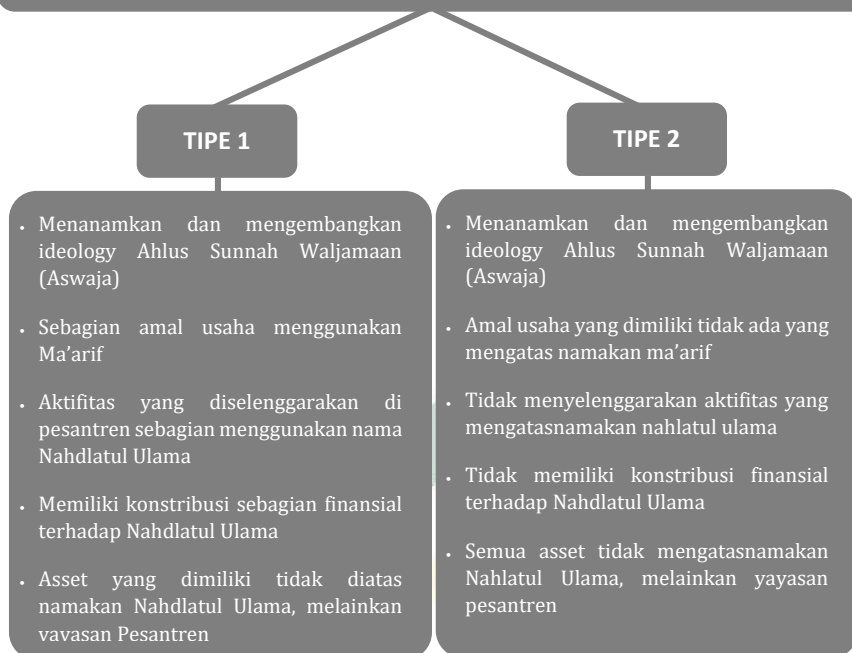 TIPE 1
• Menanamkan dan mengembangkan
ideology Ahlus Sunnah Waljamaan
(Aswaja)
• Sebagian amal usaha menggunakan
Ma’arif
• Aktifitas yang diselenggarakan di
pesantren sebagian menggunakan nama
Nahdlatul Ulama
• Memiliki konstribusi sebagian finansial
terhadap Nahdlatul Ulama
• Asset yang dimiliki tidak diatas
namakan Nahdlatul Ulama, melainkan
yayasan Pesantren
TIPE 2
• Menanamkan dan mengembangkan
ideology Ahlus Sunnah Waljamaan
(Aswaja)
• Amal usaha yang dimiliki tidak ada yang
mengatas namakan ma’arif
• Tidak menyelenggarakan aktifitas yang
mengatasnamakan nahlatul ulama
• Tidak memiliki konstribusi finansial
terhadap Nahdlatul Ulama
• Semua asset tidak mengatasnamakan
Nahlatul Ulama, melainkan yayasan
pesantren